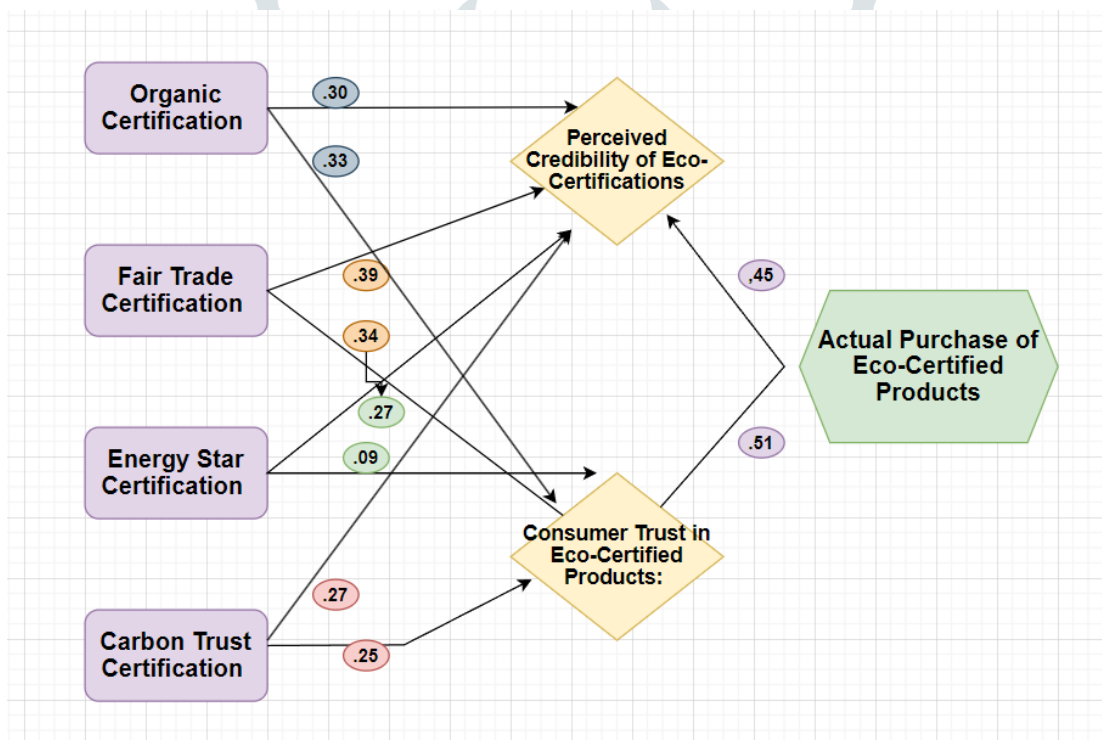 Organic
Certification
.30
.33
Perceived
Credibility of Eco-
Certifications
Fair Trade
Certification
.39
.34
,45
Actual Purchase of
Eco-Certified
Products
.27
Energy Star
Certification
.09
.51
Consumer Trust in
Eco-Certified
Products:
.27
Carbon Trust
Certification
.25